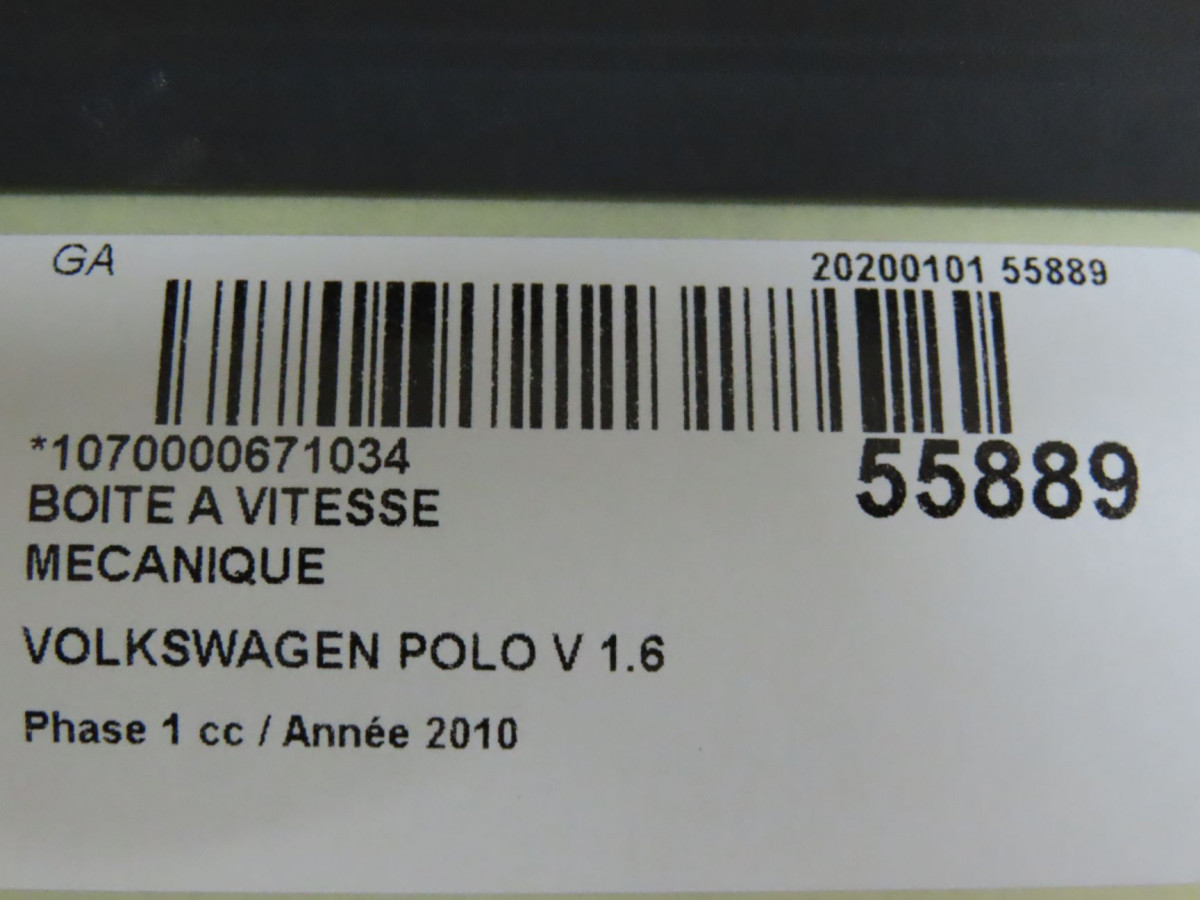 GA
20200101 55889
*1070000671034
55889
BOITE A VITESSE
MECANIQUE
VOLKSWAGEN POLO V 1.6
Phase 1 cc / Année 2010